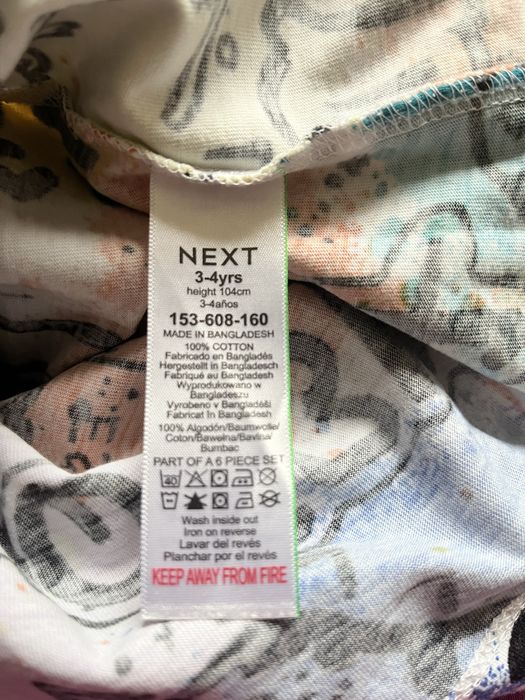 NEXT
3-4yrs
height 104cm
3-4años
153-608-160
MADE IN BANGLADESH
100% COTTON
Fabricado en Bangladés
Hergestellt in Bangladesch
Fabriqué au Bangladesh
Wyprodukowano w
Bangladeszu
Vyrobeno v Bangladéši
Fabricat în Bangladesh
100% Algodón/Baumwolle/
Coton/Bawełna/Bavlna/
Bumbac
PART OF A 6 PIECE SET
40
Wash inside out
Iron on reverse
Lavar del revés
Planchar por el revés
KEEP AWAY FROM FIRE